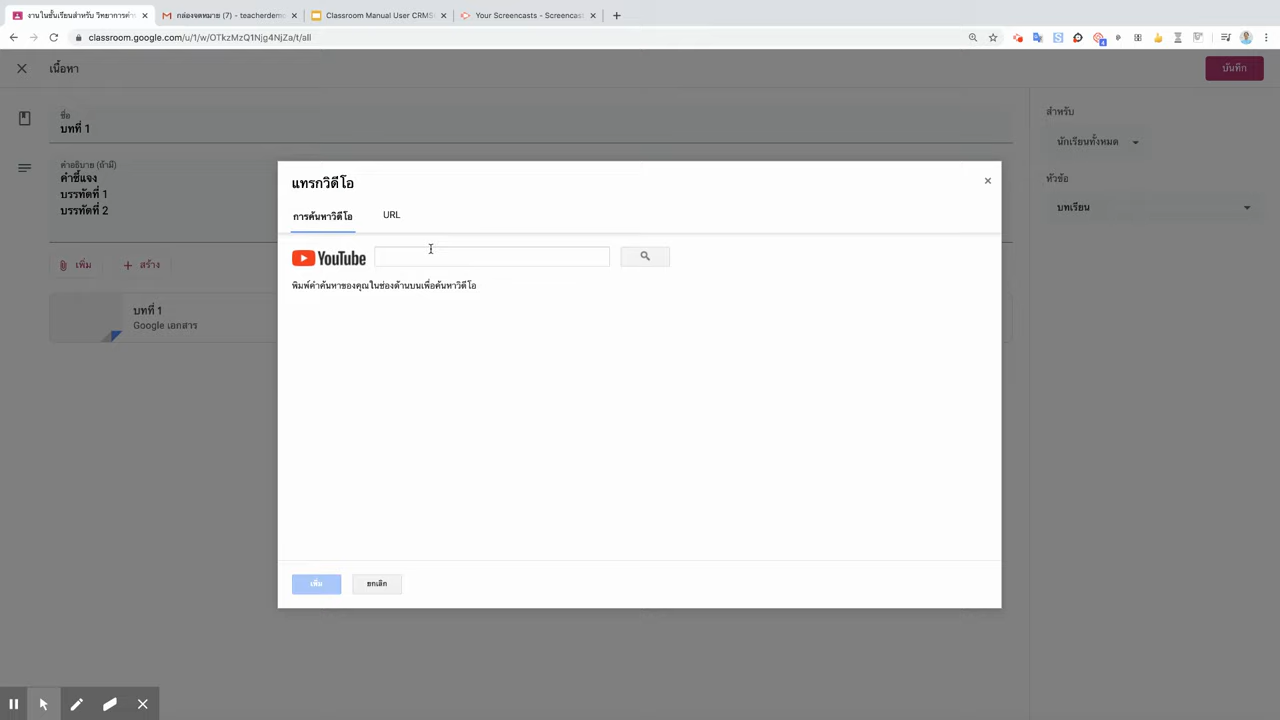 งานในชั้นเรียนสำหรับ วิทยาการคำ
กล่องจดหมาย (7) - teacherdem
Classroom Manual User CRMS
Your Screencasts - Screencast
classroom.google.com/u/1/w/OTkzMzQ1Njg4NjZa/t/all
เนื้อหา
บันทึก
ชื่อ
บทที่ 1
สำหรับ
นักเรียนทั้งหมด
คำอธิบาย (ถ้ามี)
คำชี้แจง
บรรทัดที่ 1
บรรทัดที่ 2
หัวข้อ
บทเรียน
เพิ่ม
สร้าง
บทที่ 1
Google เอกสาร
แทรกวิดีโอ
การค้นหาวิดีโอ
URL
YouTube
พิมพ์คำค้นหาของคุณในช่องด้านบนเพื่อค้นหาวิดีโอ
เพิ่ม
ยกเลิก